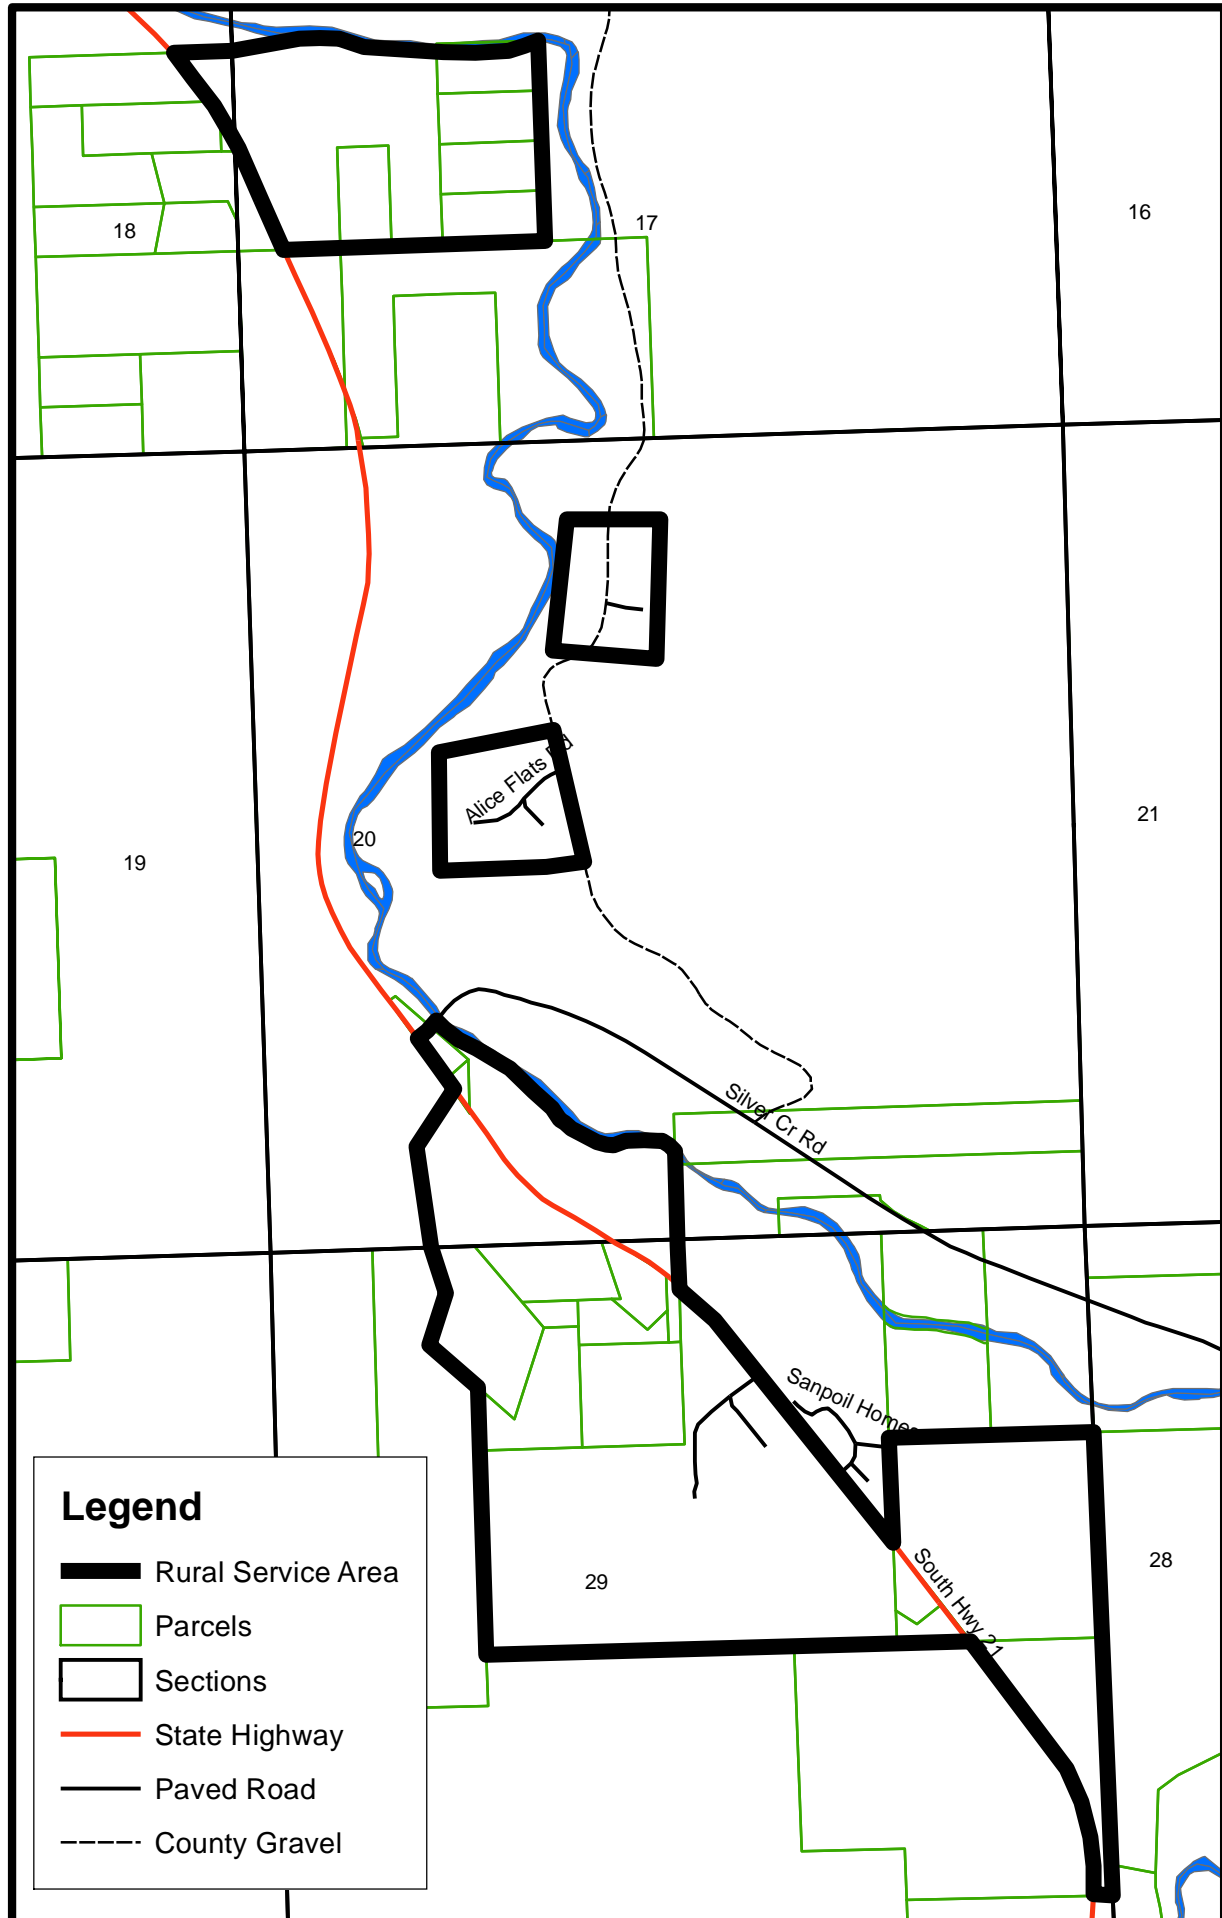 16
17
18
Alice Flats Rd
21
20
19
Silver Cr Rd
Sanpoil Homes
South Hwy 21
28
29
Legend
Rural Service Area
Parcels
Sections
State Highway
Paved Road
County Gravel